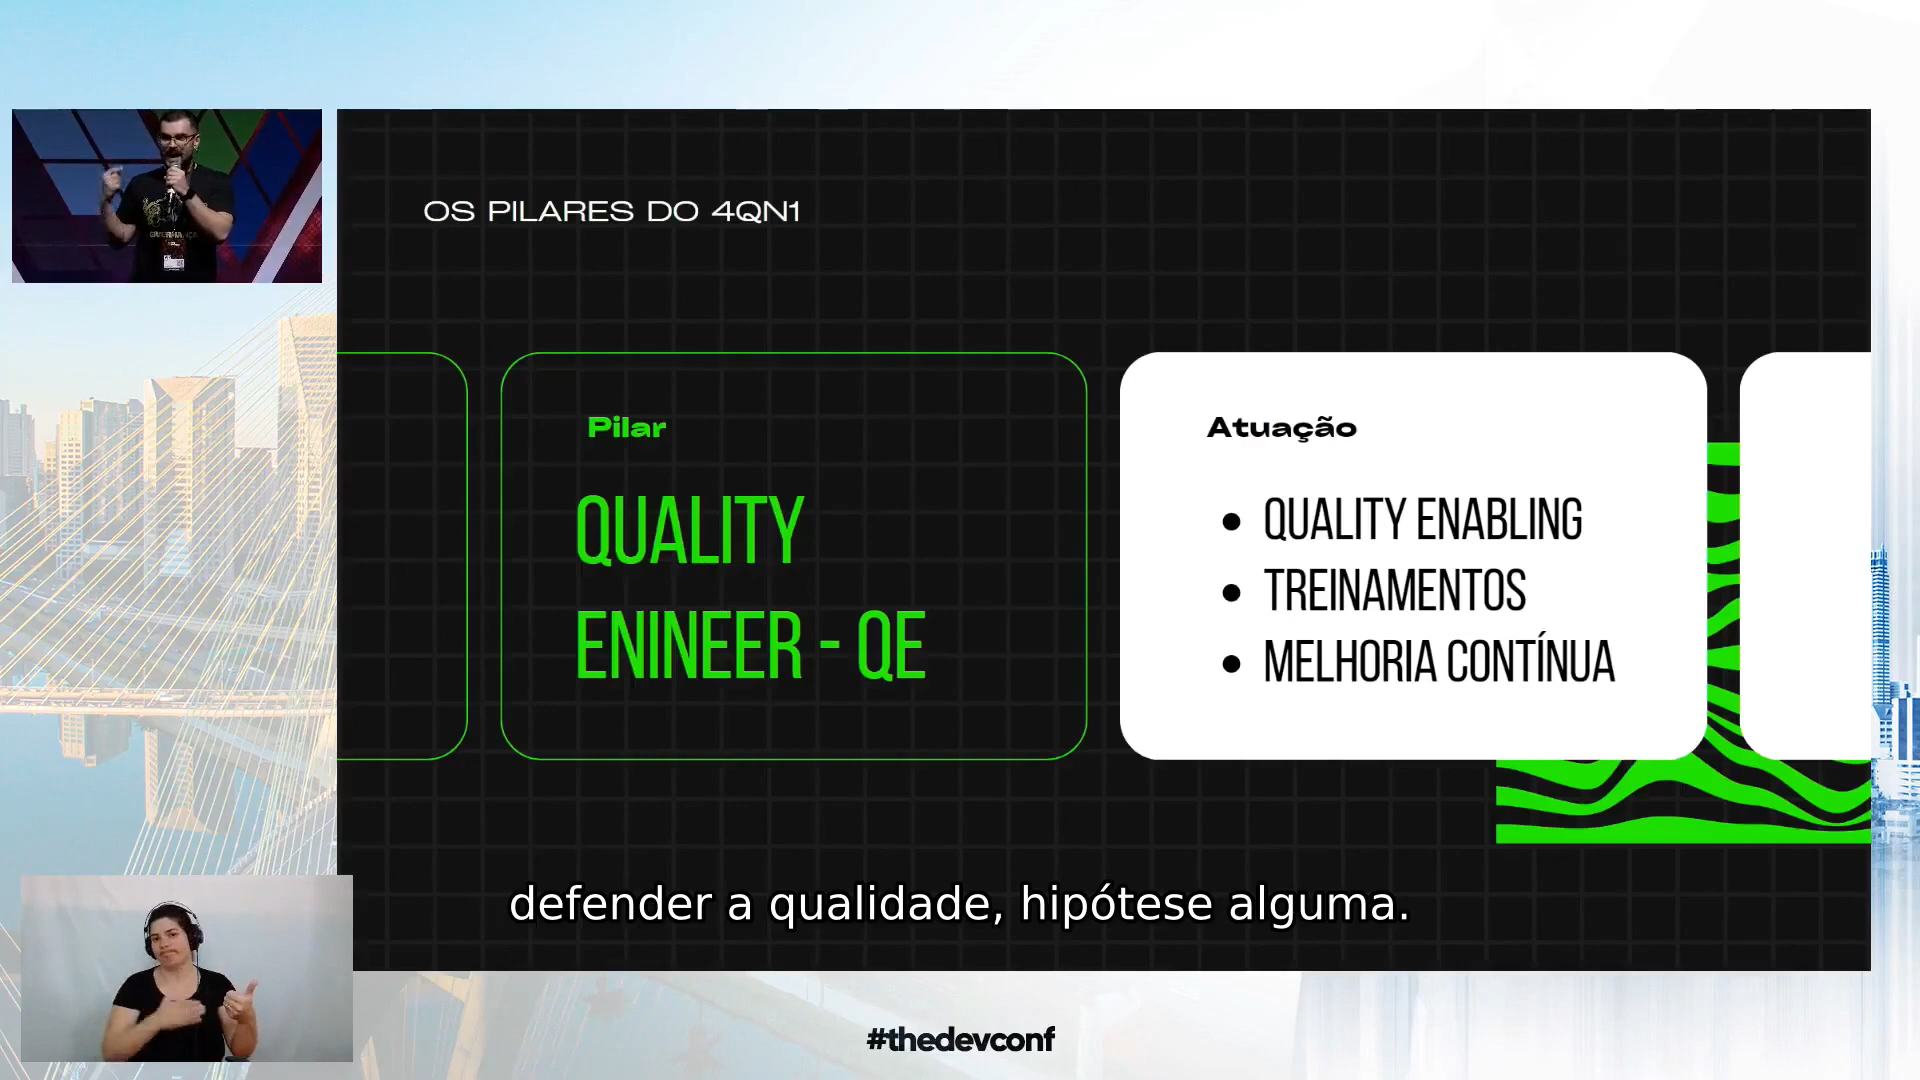 OS PILARES DO 4QN1
Pilar
QUALITY
ENINEER - QE
Atuação
• QUALITY ENABLING
• TREINAMENTOS
• MELHORIA CONTÍNUA
defender a qualidade, hipótese alguma.
#thedevconf